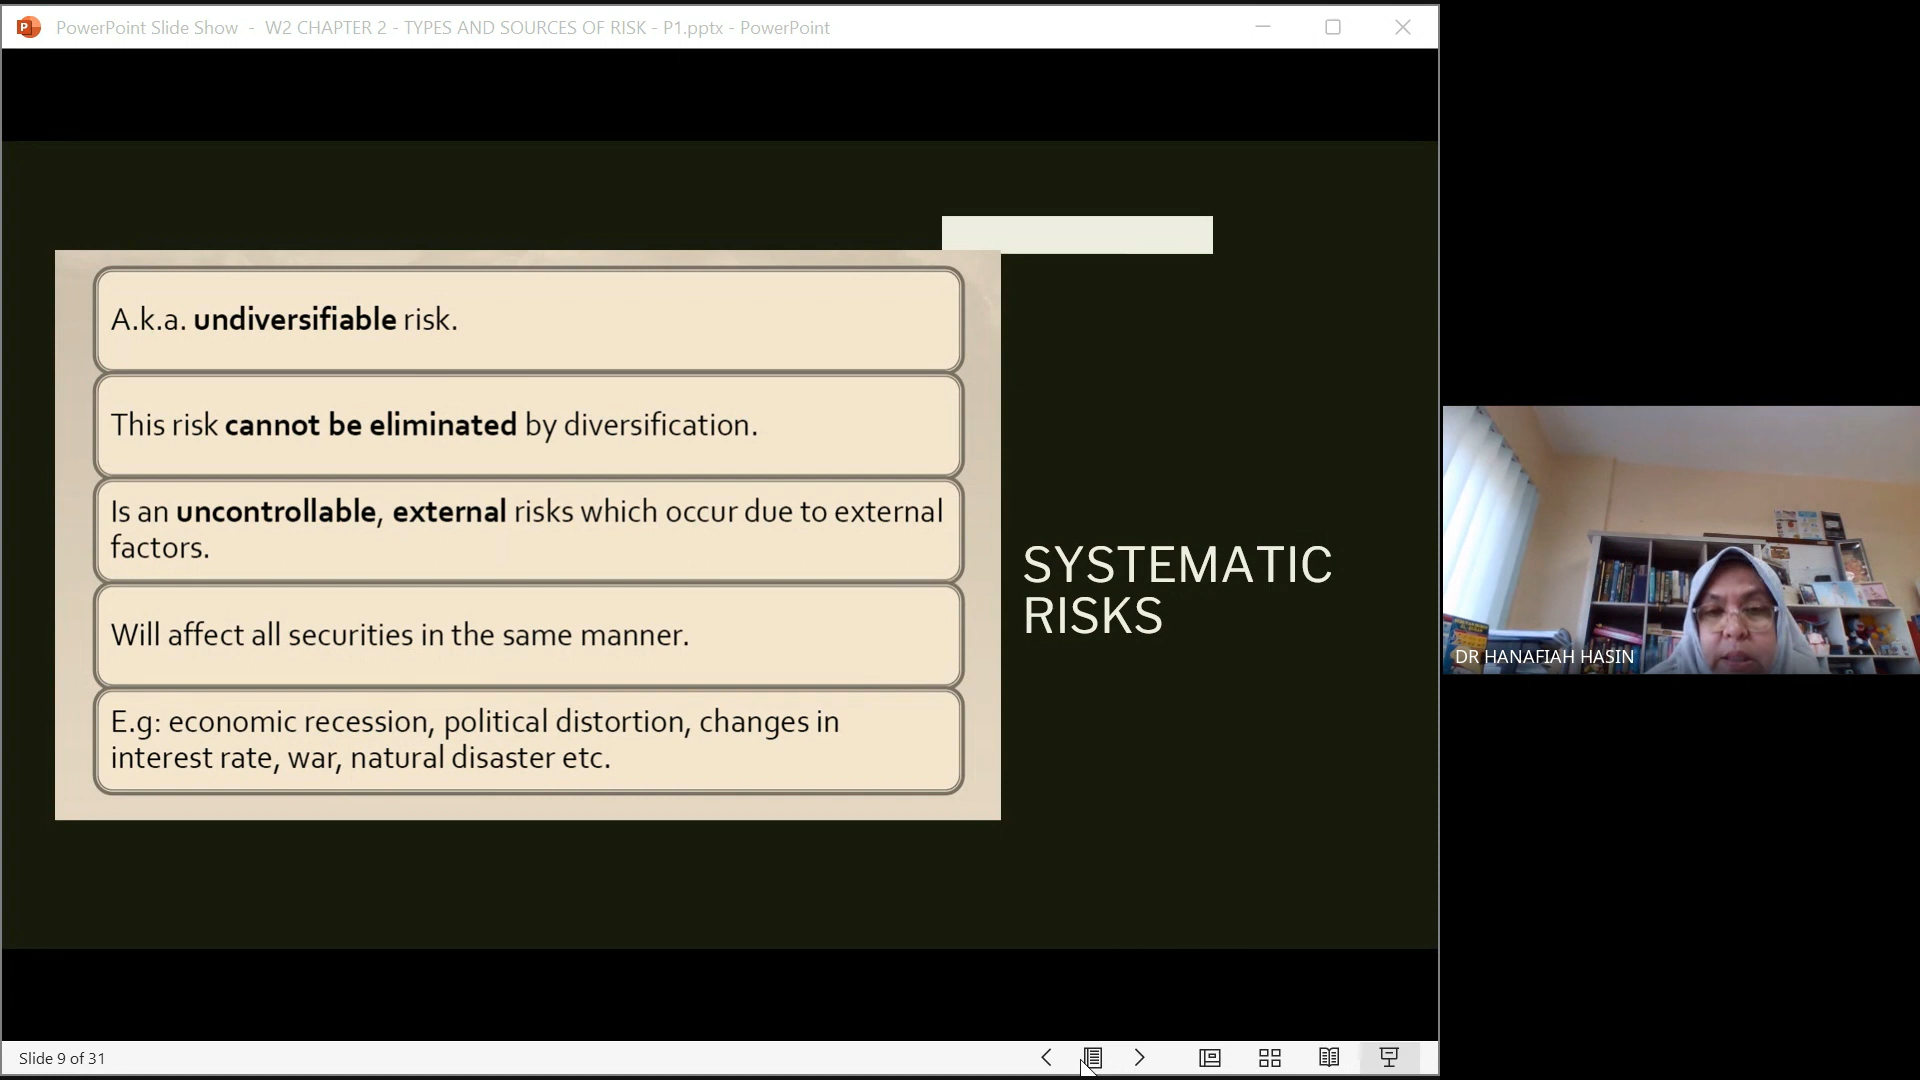 PowerPoint Slide Show - W2 CHAPTER 2 - TYPES AND SOURCES OF RISK - P1.pptx - PowerPoint
A.k.a. undiversifiable risk.
This risk cannot be eliminated by diversification.
Is an uncontrollable, external risks which occur due to external
factors.
Will affect all securities in the same manner.
E.g: economic recession, political distortion, changes in
interest rate, war, natural disaster etc.
SYSTEMATIC
RISKS
DR HANAFIAH HASIN
Slide 9 of 31